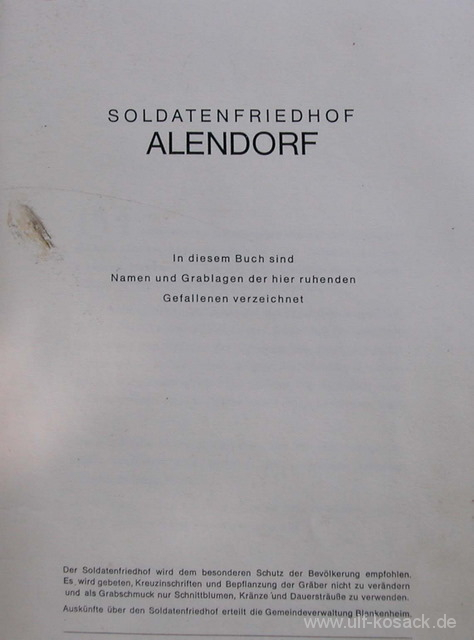 SOLDATENFRIEDHOF
ALENDORF
In diesem Buch sind
Namen und Grablagen der hier ruhenden
Gefallenen verzeichnet
Der Soldatenfriedhof wird dem besonderen Schutz der Bevölkerung empfohlen.
Es wird gebeten, Kreuzinschriften und Bepflanzung der Gräber nicht zu verändern
und als Grabschmuck nur Schnittblumen, Kränze und Dauersträuße zu verwenden.
Auskünfte über den Soldatenfriedhof erteilt die Gemeindeverwaltung Blankenheim.
www.ulf-kosack.de